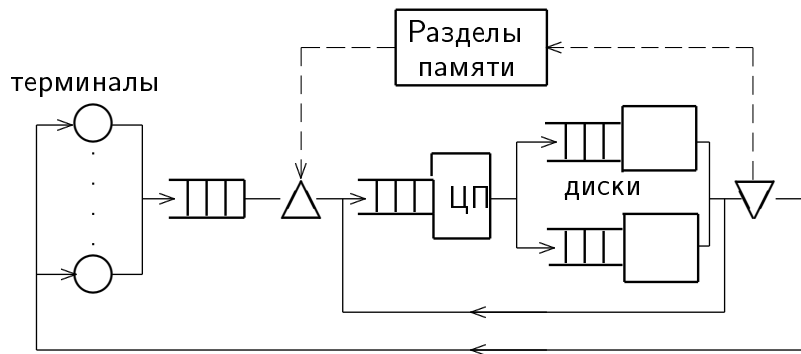 Разделы
памяти
терминалы
ЦП
диски